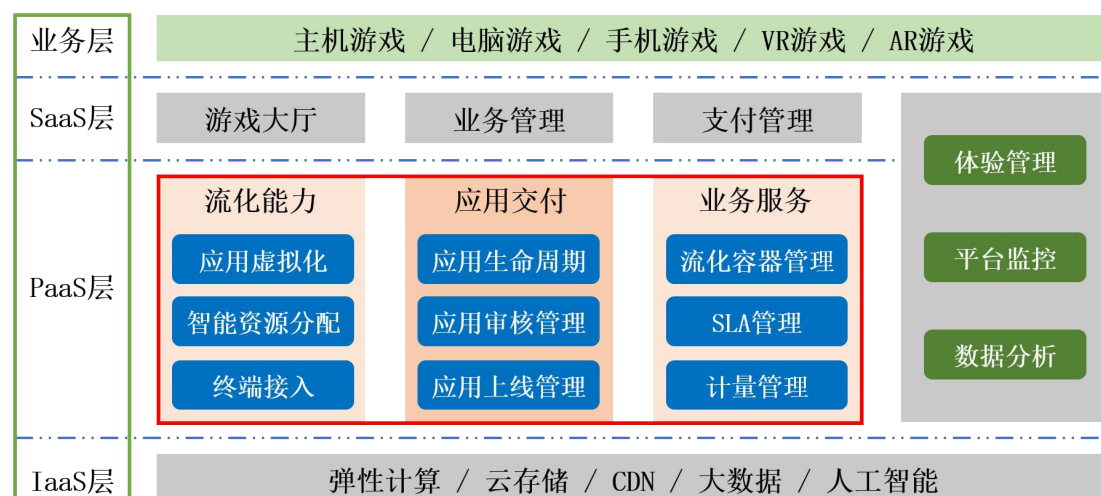 业务层
主机游戏 / 电脑游戏 / 手机游戏 / VR游戏 / AR游戏
SaaS层
游戏大厅
业务管理
支付管理
PaaS层
流化能力
应用虚拟化
智能资源分配
终端接入
应用交付
应用生命周期
应用审核管理
应用上线管理
业务服务
流化容器管理
SLA管理
计量管理
体验管理
平台监控
数据分析
IaaS层
弹性计算 / 云存储 / CDN / 大数据 / 人工智能